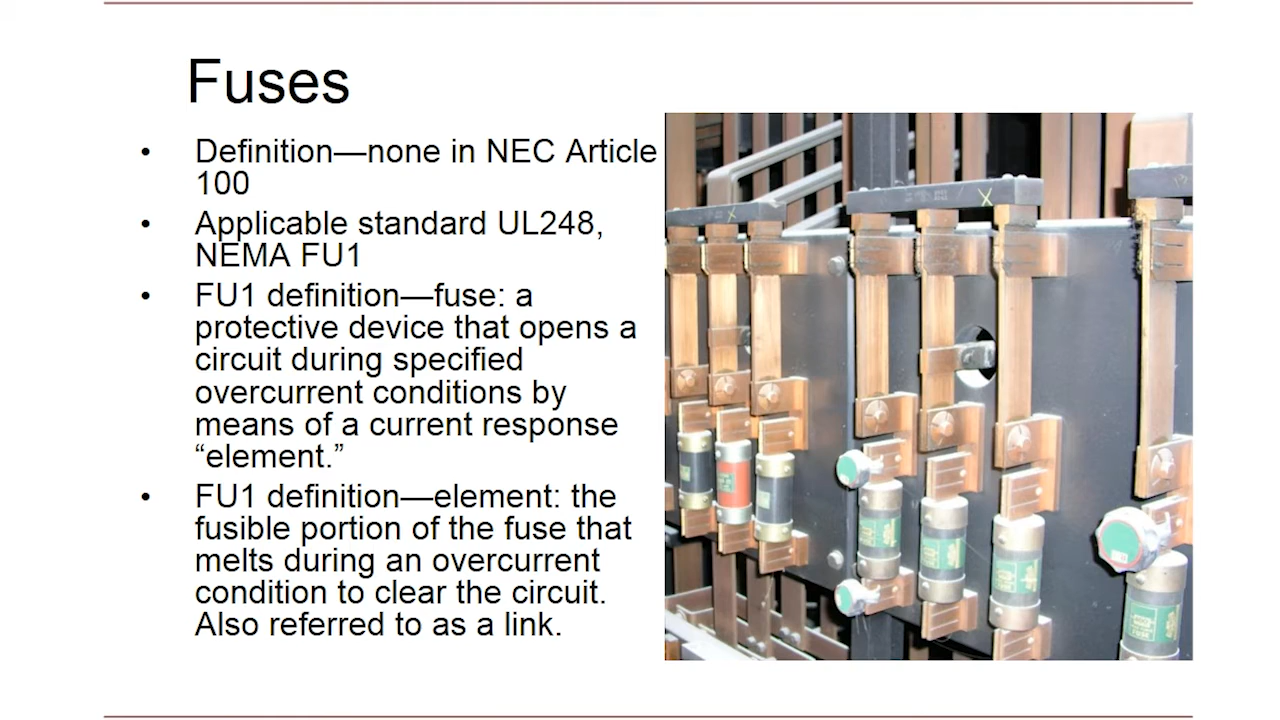 Fuses
• Definition—none in NEC Article
100
• Applicable standard UL248,
NEMA FU1
• FU1 definition—fuse: a
protective device that opens a
circuit during specified
overcurrent conditions by
means of a current response
“element.”
• FU1 definition—element: the
fusible portion of the fuse that
melts during an overcurrent
condition to clear the circuit.
Also referred to as a link.
X
X